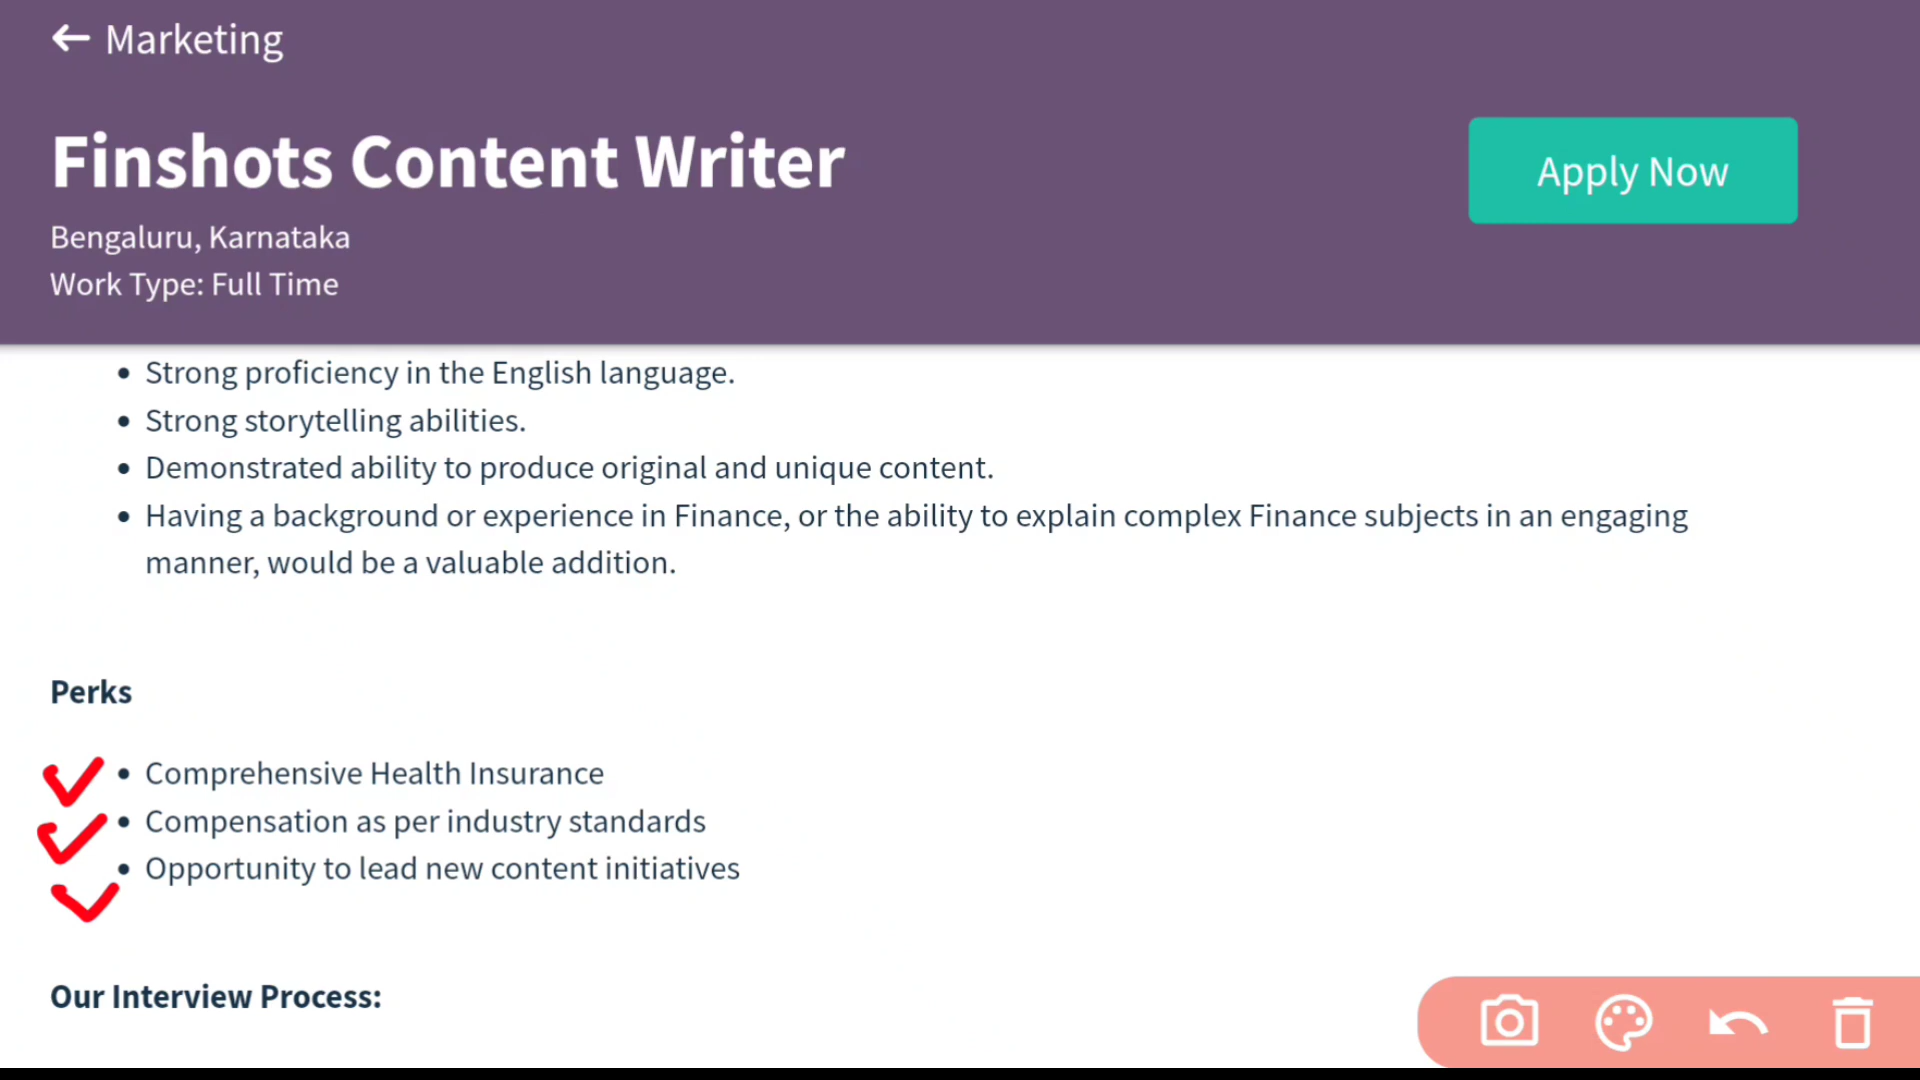 ← Marketing
Finshots Content Writer
Apply Now
Bengaluru, Karnataka
Work Type: Full Time
• Strong proficiency in the English language.
• Strong storytelling abilities.
• Demonstrated ability to produce original and unique content.
• Having a background or experience in Finance, or the ability to explain complex Finance subjects in an engaging
manner, would be a valuable addition.
Perks
• Comprehensive Health Insurance
• Compensation as per industry standards
• Opportunity to lead new content initiatives
Our Interview Process: